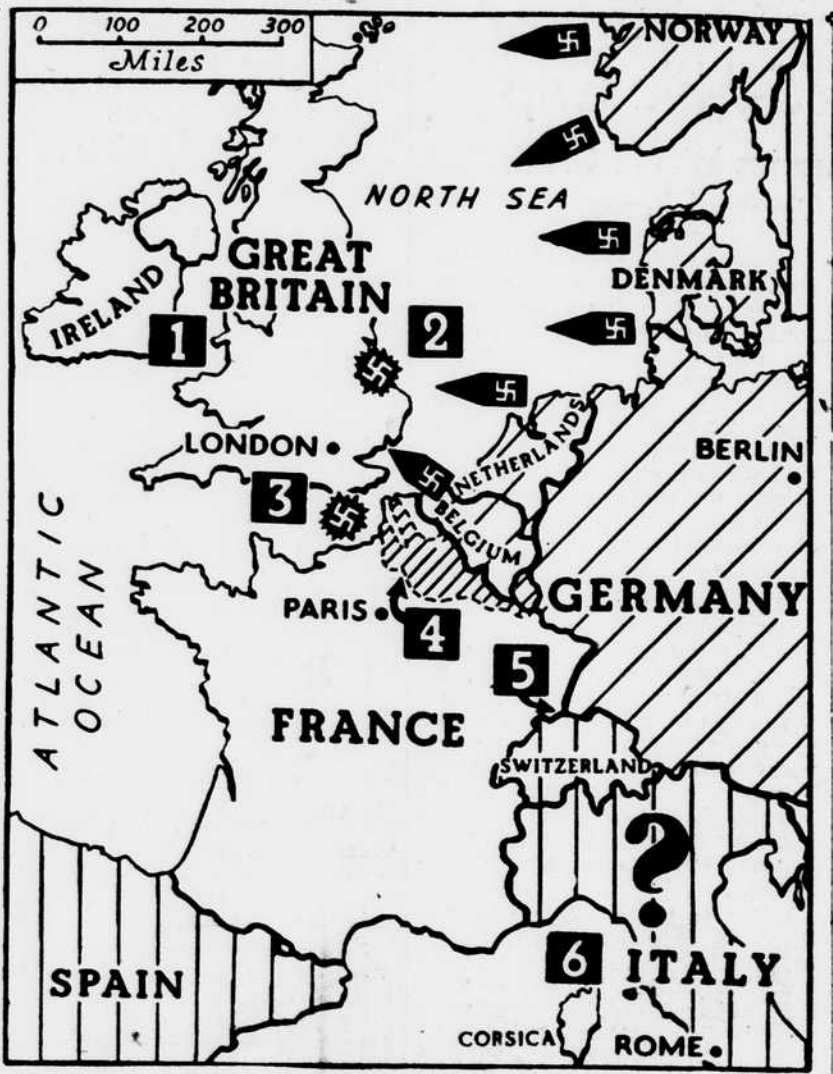 0 100 200 300
Miles
NORWAY
NORTH SEA
GREAT
BRITAIN
DENMARK
IRELAND
1
2
LONDON
NETHERLANDS
BERLIN
3
BELGIUM
ATLANTIC
OCEAN
GERMANY
PARIS
4
5
FRANCE
SWITZERLAND
?
6
ITALY
SPAIN
CORSICA
ROME